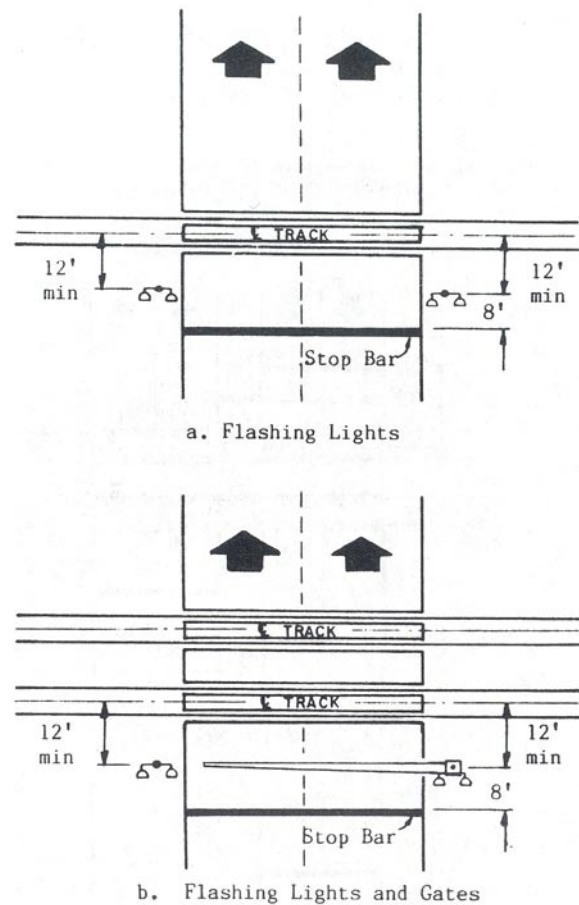 ℄ TRACK
12'
min
12'
min
8'
Stop Bar
a. Flashing Lights
℄ TRACK
℄ TRACK
12'
min
12'
min
8'
Stop Bar
b. Flashing Lights and Gates